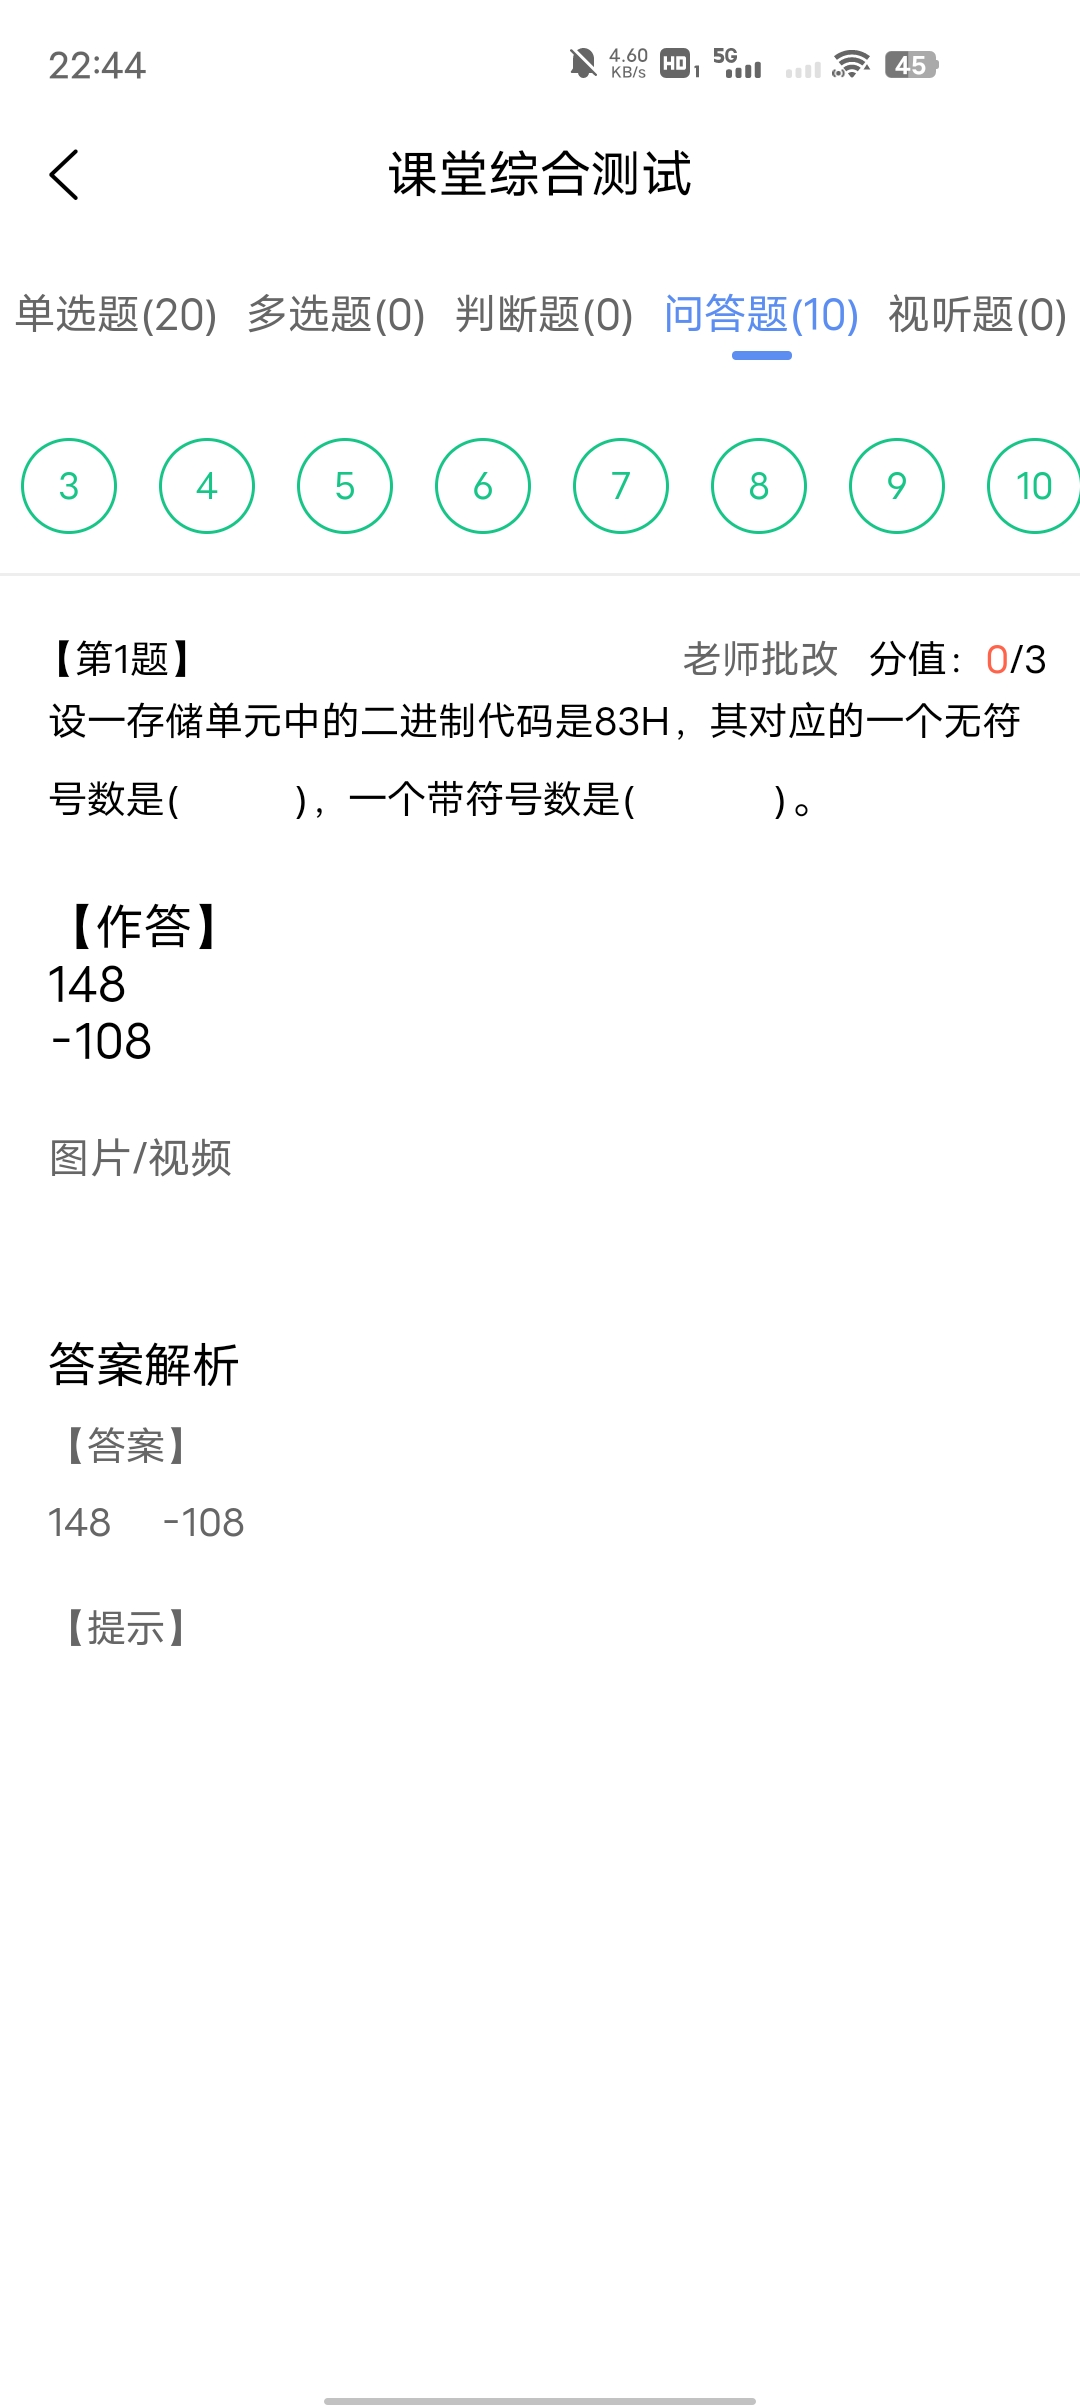 22:44
4.60
KB/s
HD 1
5G
45
课堂综合测试
单选题(20) 多选题(0) 判断题(0) 问答题(10) 视听题(0)
3 4 5 6 7 8 9 10
【第1题】 老师批改 分值：0/3
设一存储单元中的二进制代码是83H，其对应的一个无符
号数是( )，一个带符号数是( )。
【作答】
148
-108
图片/视频
答案解析
【答案】
148 -108
【提示】